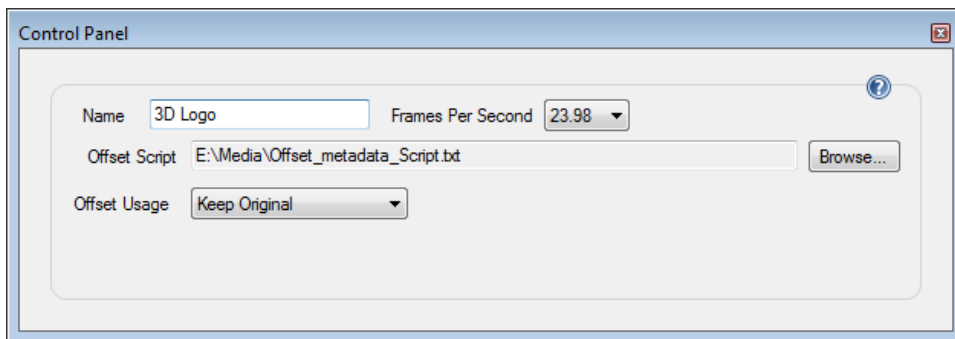 Control Panel
?
Name 3D Logo Frames Per Second 23.98
Offset Script E:\Media\Offset_metadata_Script.txt Browse...
Offset Usage Keep Original